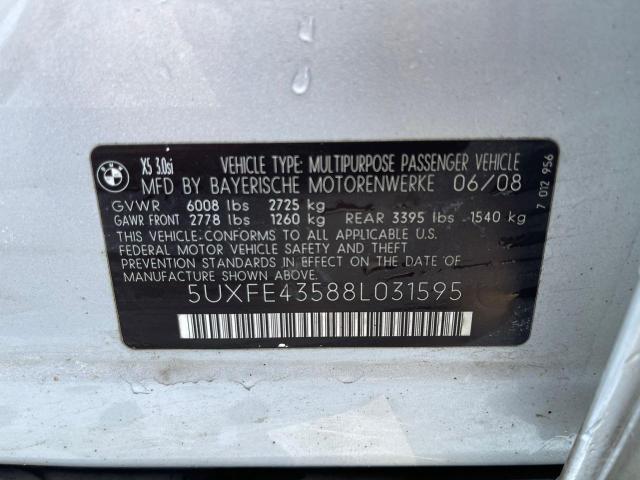 BMW
X5 3.0si
VEHICLE TYPE: MULTIPURPOSE PASSENGER VEHICLE
MFD BY BAYERISCHE MOTORENWERKE 06/08
GVWR 6008 lbs 2725 kg
GAWR FRONT 2778 lbs 1260 kg REAR 3395 lbs 1540 kg
THIS VEHICLE CONFORMS TO ALL APPLICABLE U.S.
FEDERAL MOTOR VEHICLE SAFETY AND THEFT
PREVENTION STANDARDS IN EFFECT ON THE DATE OF
MANUFACTURE SHOWN ABOVE.
5UXFE43588L031595
7 012 956